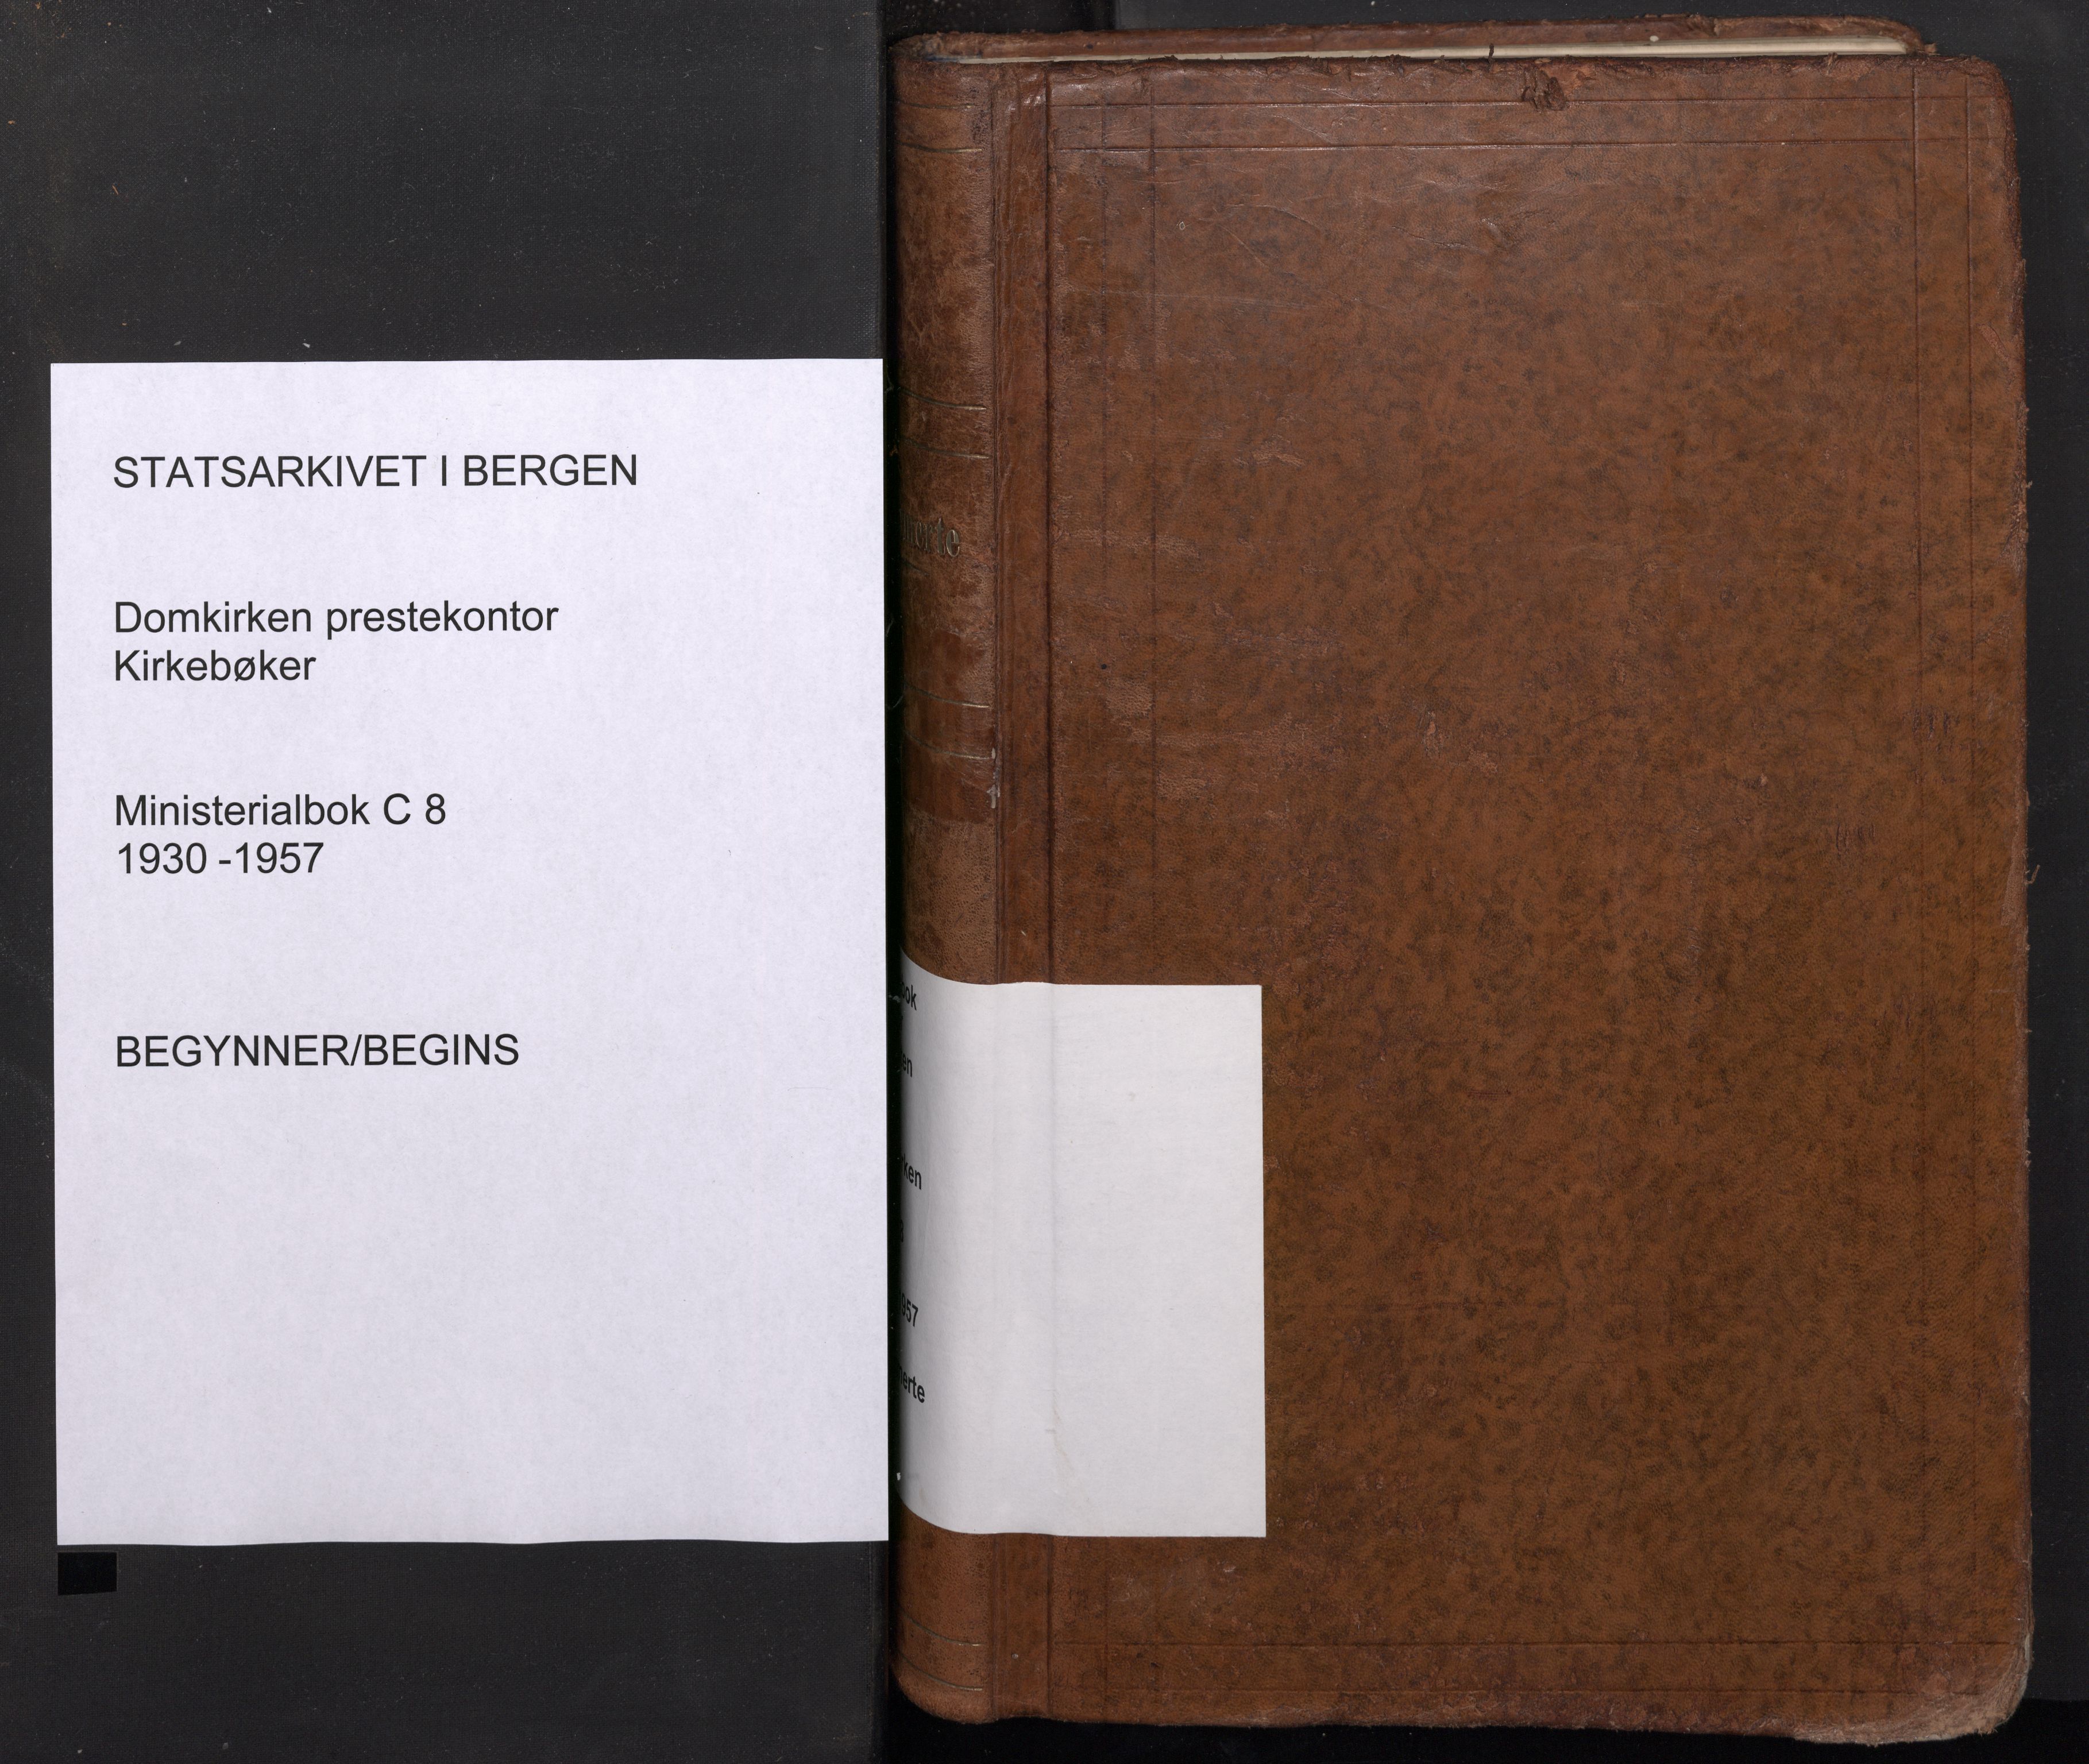 STATSARKIVET I BERGEN
Domkirken prestekontor
Kirkebøker
Ministerialbok C 8
1930 -1957
BEGYNNER/BEGINS